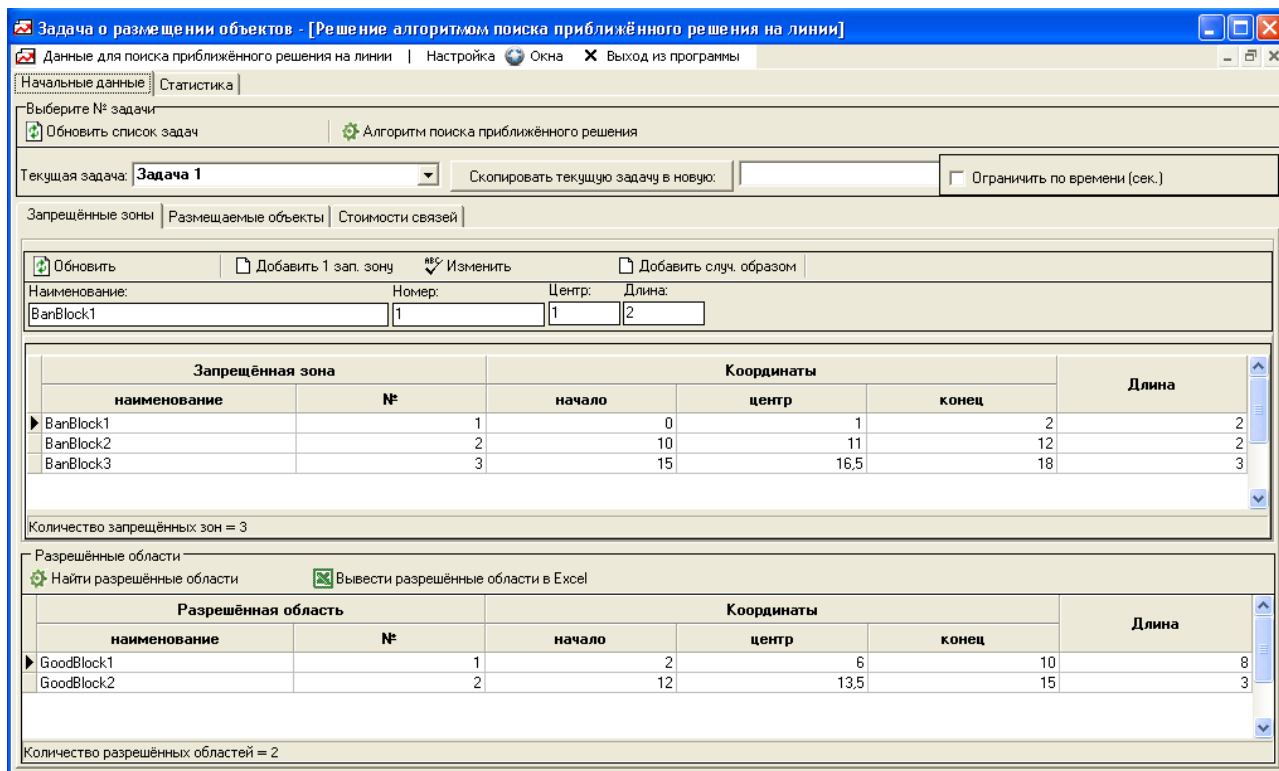 Задача о размещении объектов - [Решение алгоритмом поиска приближённого решения на линии]
Данные для поиска приближённого решения на линии | Настройка Окна X Выход из программы
Начальные данные Статистика
Выберите № задачи
Обновить список задач Алгоритм поиска приближённого решения
Текущая задача: Задача 1 Скопировать текущую задачу в новую: Ограничить по времени (сек.)
Запрещённые зоны Размещаемые объекты Стоимости связей
Обновить Добавить 1 зап. зону Изменить Добавить случ. образом
Наименование: Номер: Центр: Длина:
BanBlock1 1 1 2
Запрещённая зона Координаты Длина
наименование № начало центр конец
BanBlock1 1 0 1 2 2
BanBlock2 2 10 11 12 2
BanBlock3 3 15 16,5 18 3
Количество запрещённых зон = 3
Разрешённые области
Найти разрешённые области Вывести разрешённые области в Excel
Разрешённая область Координаты Длина
наименование № начало центр конец
GoodBlock1 1 2 6 10 8
GoodBlock2 2 12 13,5 15 3
Количество разрешённых областей = 2